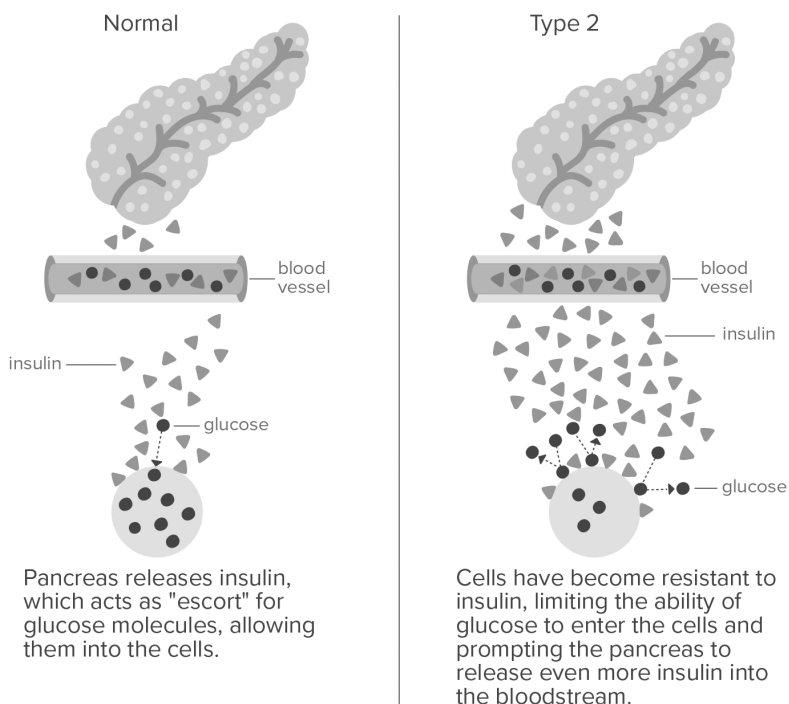 Normal
blood
vessel
insulin
glucose
Pancreas releases insulin,
which acts as "escort" for
glucose molecules, allowing
them into the cells.
Type 2
blood
vessel
insulin
glucose
Cells have become resistant to
insulin, limiting the ability of
glucose to enter the cells and
prompting the pancreas to
release even more insulin into
the bloodstream.